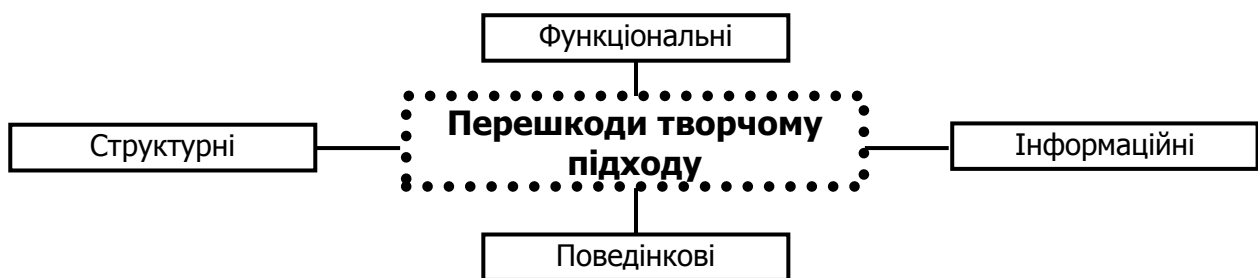 Функціональні
Перешкоди творчому
підходу
Структурні
Інформаційні
Поведінкові